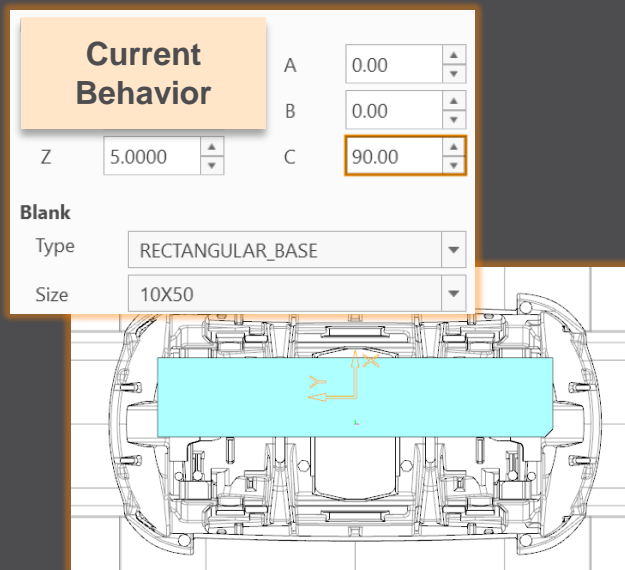 Current
Behavior
A 0.00
B 0.00
Z 5.0000 C 90.00
Blank
Type RECTANGULAR_BASE
Size 10X50
X
Y